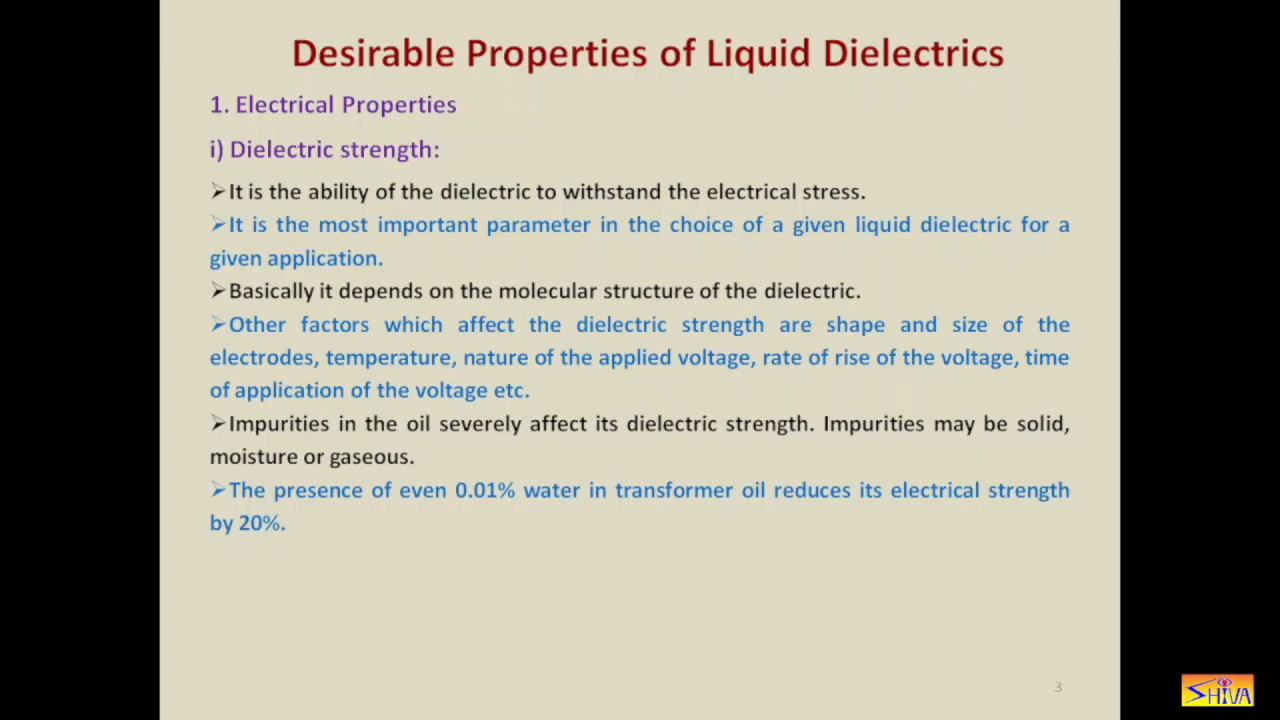 Desirable Properties of Liquid Dielectrics
1. Electrical Properties
i) Dielectric strength:
➢It is the ability of the dielectric to withstand the electrical stress.
➢It is the most important parameter in the choice of a given liquid dielectric for a
given application.
➢Basically it depends on the molecular structure of the dielectric.
➢Other factors which affect the dielectric strength are shape and size of the
electrodes, temperature, nature of the applied voltage, rate of rise of the voltage, time
of application of the voltage etc.
➢Impurities in the oil severely affect its dielectric strength. Impurities may be solid,
moisture or gaseous.
➢The presence of even 0.01% water in transformer oil reduces its electrical strength
by 20%.
3
SHIVA